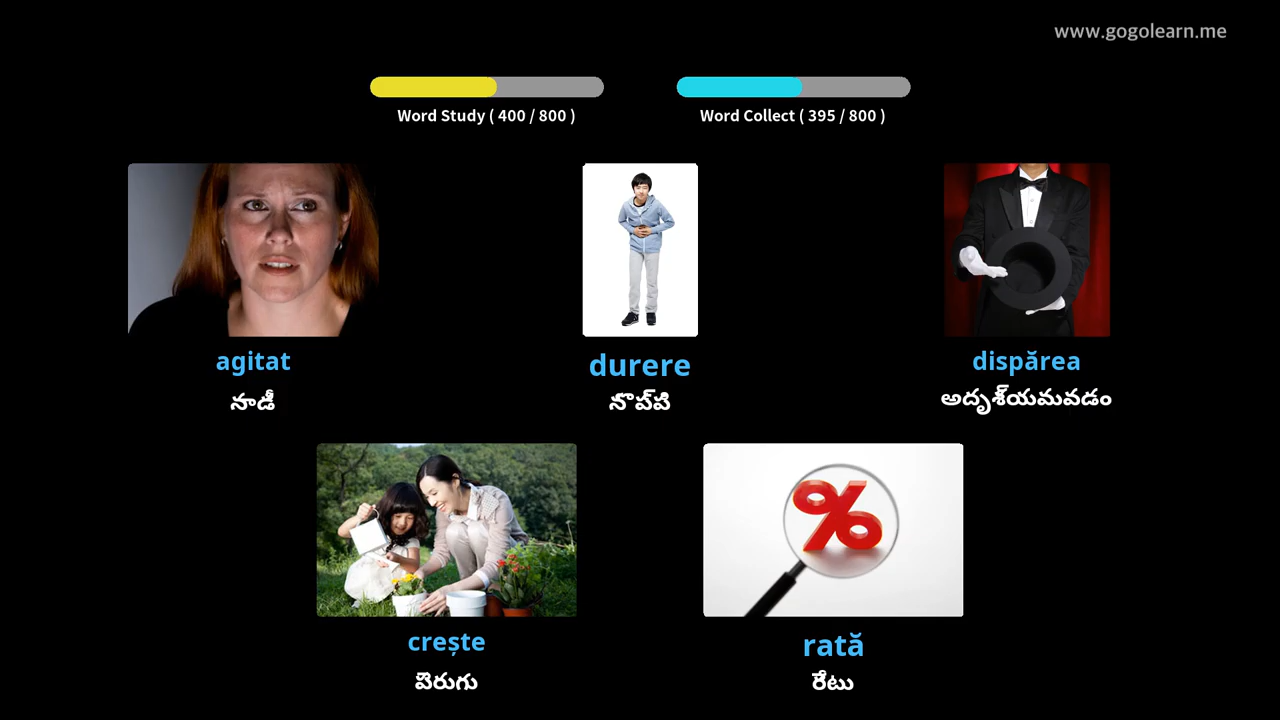 www.gogolearn.me
Word Study ( 400 / 800 )
Word Collect ( 395 / 800 )
agitat
నాడీ
durere
నొప్పి
dispărea
అదృశ్యమవడం
crește
పెరుగు
rată
రేటు